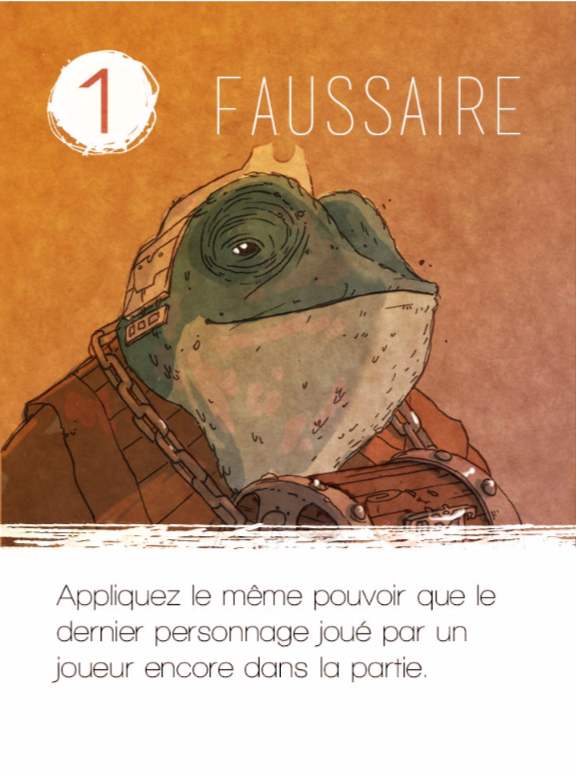 1
FAUSSAIRE
Appliquez le même pouvoir que le
dernier personnage joué par un
joueur encore dans la partie.